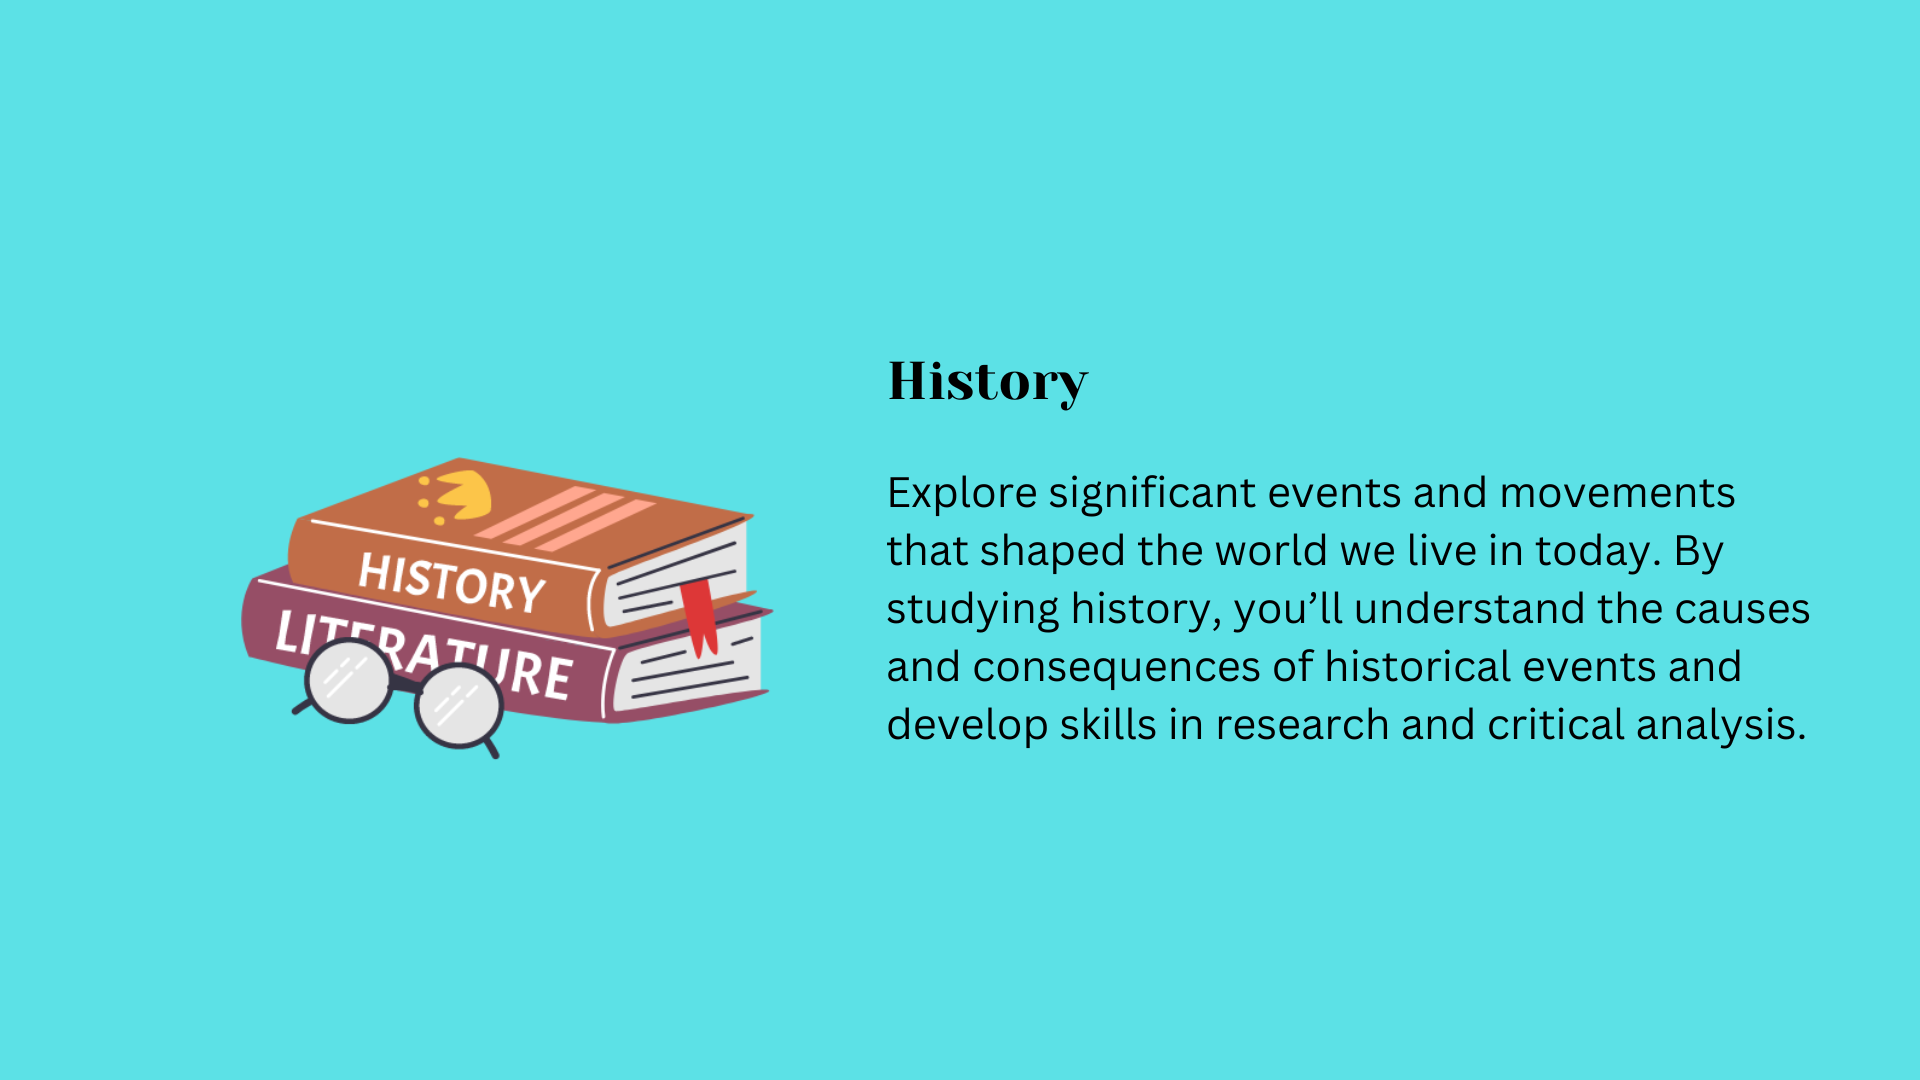 History
Explore significant events and movements
that shaped the world we live in today. By
studying history, you’ll understand the causes
and consequences of historical events and
develop skills in research and critical analysis.
HISTORY
LITERATURE